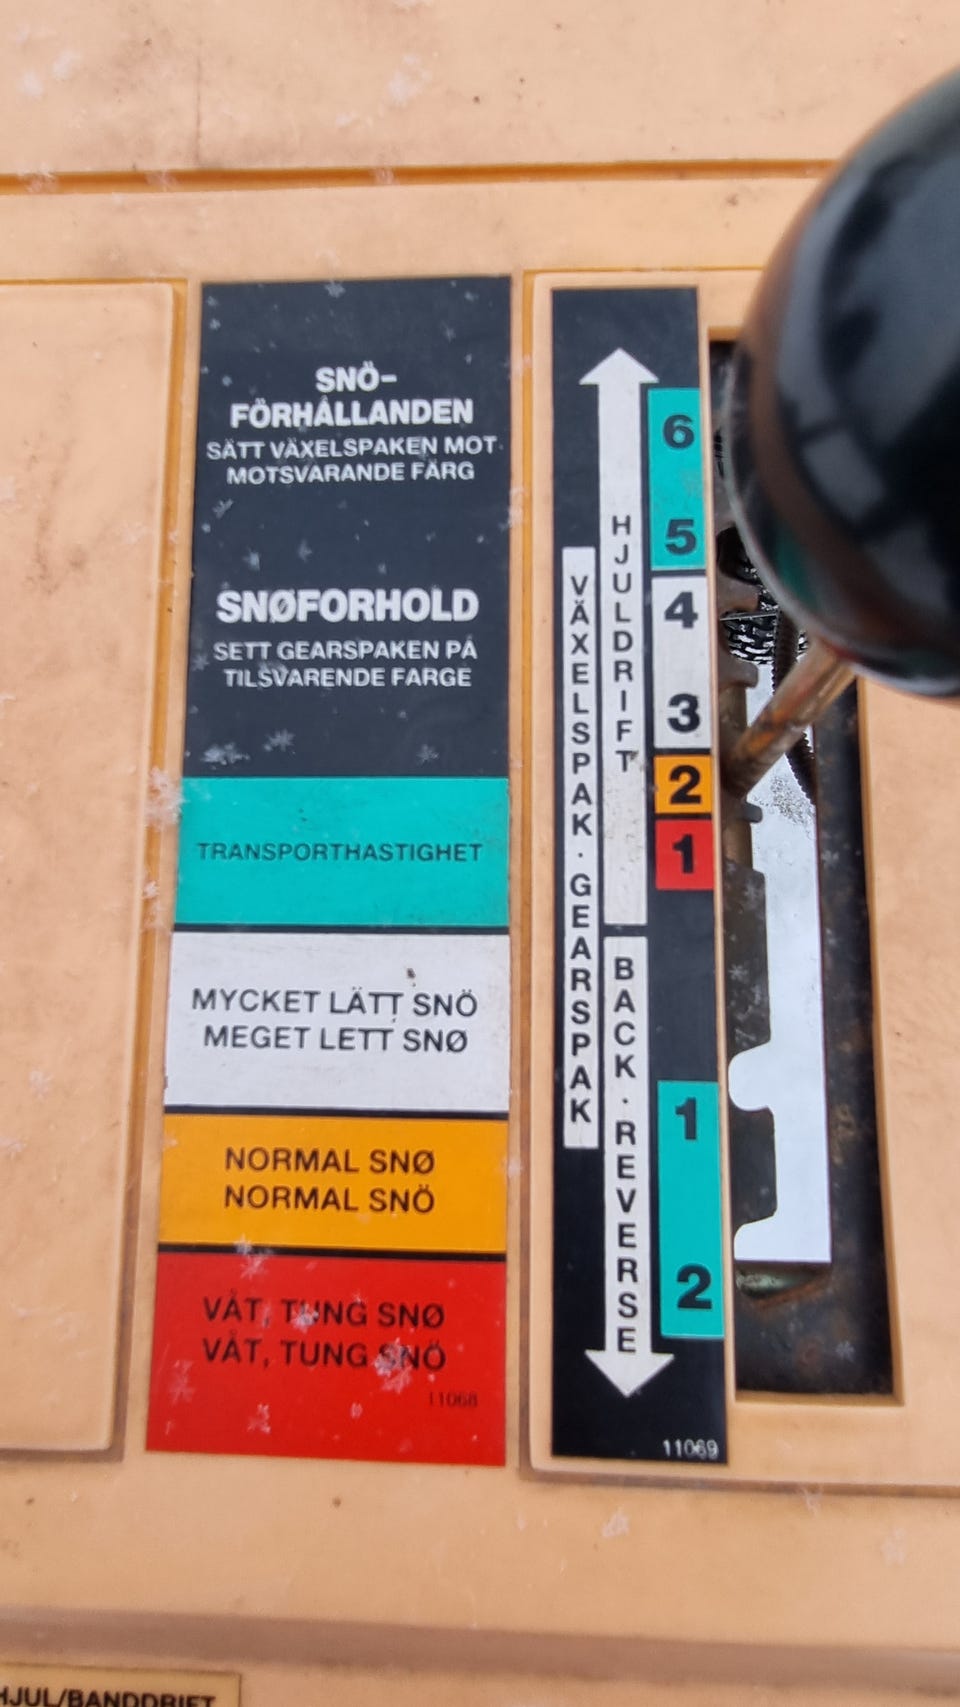 SNÖ-
FÖRHÅLLANDEN
SÄTT VÄXELSPAKEN MOT
MOTSVARANDE FÄRG
SNØFORHOLD
SETT GEARSPAKEN PÅ
TILSVARENDE FARGE
TRANSPORTHASTIGHET
MYCKET LÄTT SNÖ
MEGET LETT SNØ
NORMAL SNØ
NORMAL SNÖ
VÅT, TUNG SNØ
VÅT, TUNG SNÖ
11068
VÄXELSPAK · GEARSPAK
HJULDRIFT
BACK · REVERSE
6
5
4
3
2
1
1
2
11069
HJUL/BANDDRIFT